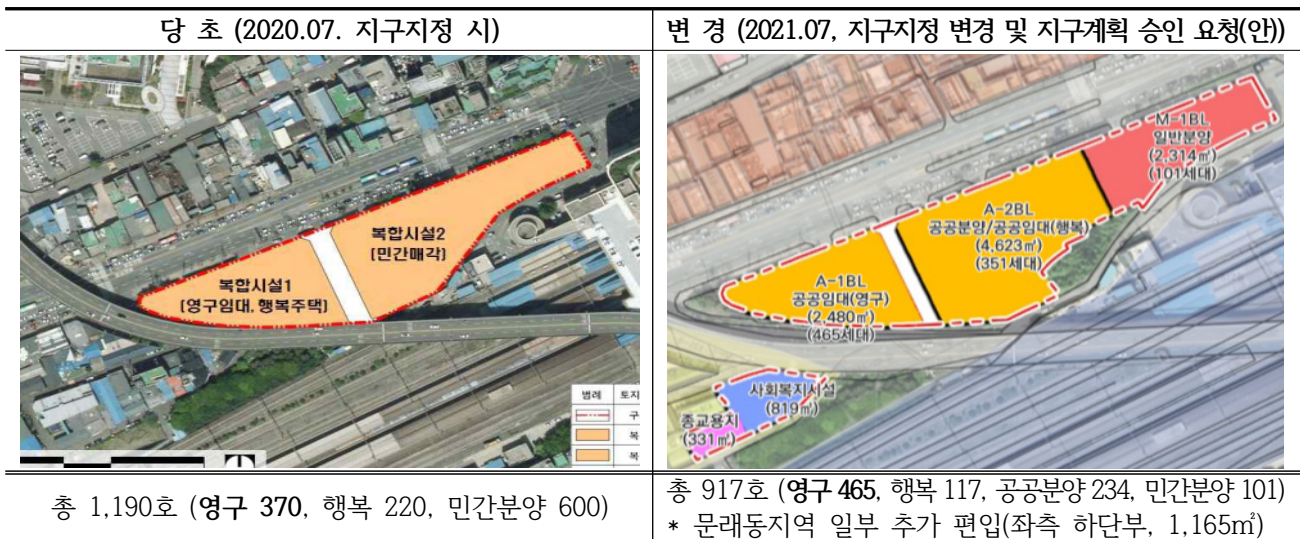 당 초 (2020.07. 지구지정 시)
변 경 (2021.07, 지구지정 변경 및 지구계획 승인 요청(안))
복합시설2
[민간매각]
복합시설1
[영구임대, 행복주택]
범례
토지
구
복
복
M-1BL
일반분양
(2,314㎡)
(101세대)
A-2BL
공공분양/공공임대(행복)
(4,623㎡)
(351세대)
A-1BL
공공임대(영구)
(2,480㎡)
(465세대)
사회복지시설
(819㎡)
종교용지
(331㎡)
총 1,190호 (영구 370, 행복 220, 민간분양 600)
총 917호 (영구 465, 행복 117, 공공분양 234, 민간분양 101)
* 문래동지역 일부 추가 편입(좌측 하단부, 1,165㎡)